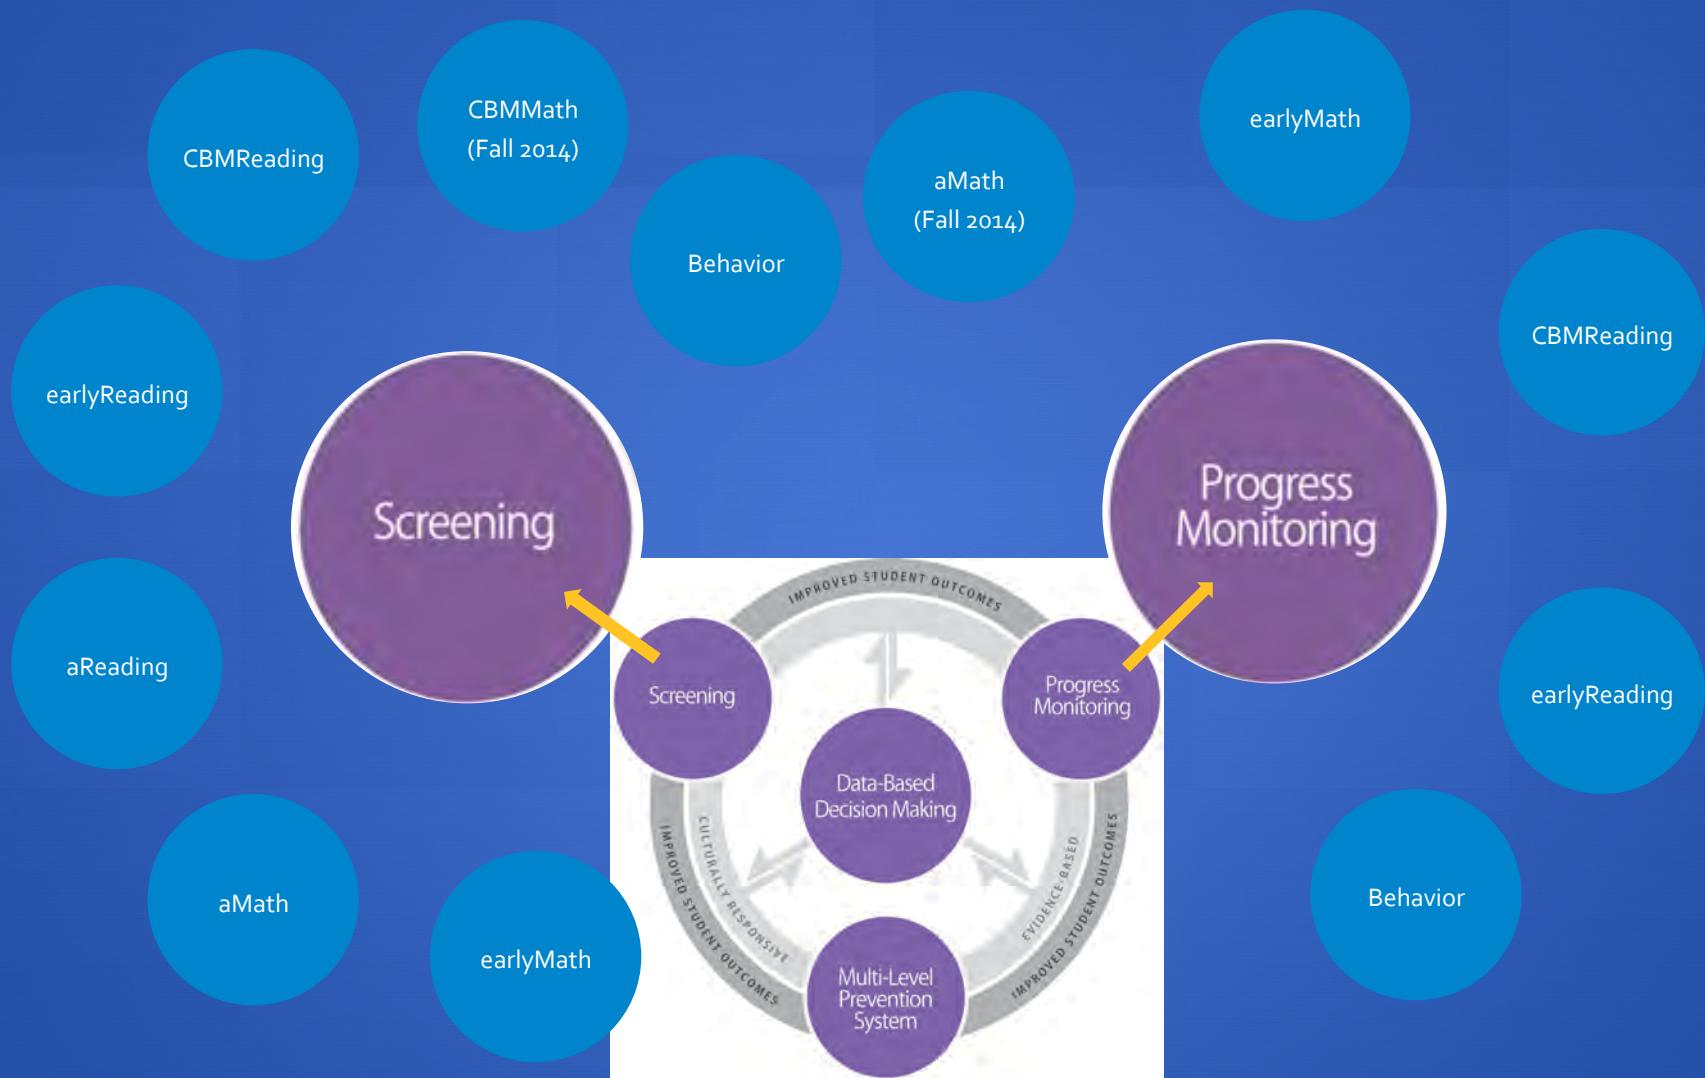 CBMReading
CBMMath
(Fall 2014)
Behavior
aMath
(Fall 2014)
earlyMath
earlyReading
CBMReading
Screening
Progress
Monitoring
aReading
earlyReading
aMath
earlyMath
Behavior
IMPROVED STUDENT OUTCOMES
Screening
Progress
Monitoring
Data-Based
Decision Making
IMPROVED STUDENT OUTCOMES
CULTURALLY RESPONSIVE
EVIDENCE-BASED
IMPROVED STUDENT OUTCOMES
Multi-Level
Prevention
System